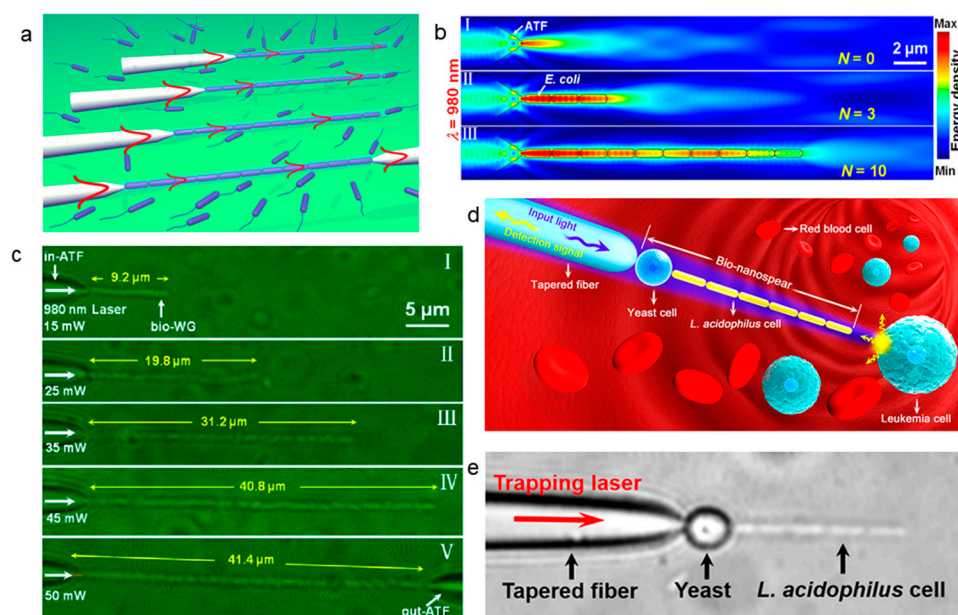 a
b
I
ATF
2 μm
N = 0
λ = 980 nm
II
E. coli
N = 3
III
N = 10
Max
Energy density
Min
c
in-ATF
9.2 μm
I
980 nm Laser
15 mW
bio-WG
5 μm
19.8 μm
II
25 mW
31.2 μm
III
35 mW
40.8 μm
IV
45 mW
41.4 μm
V
50 mW
out-ATF
d
Input light
Detection signal
Tapered fiber
Bio-nanospear
Yeast cell
L. acidophilus cell
Red blood cell
Leukemia cell
e
Trapping laser
Tapered fiber
Yeast
L. acidophilus cell